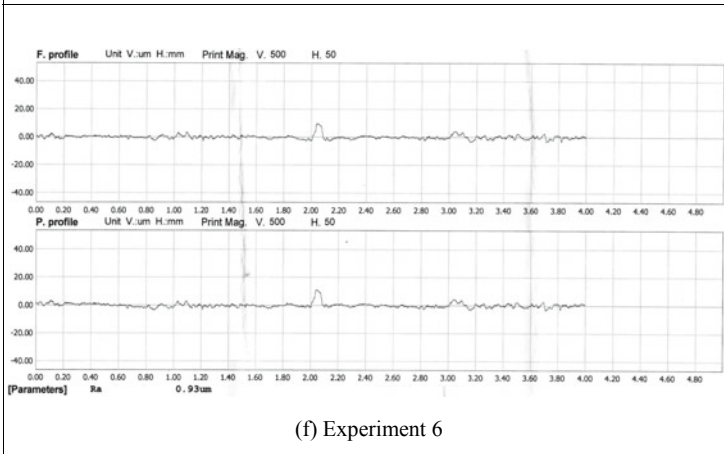 F. profile Unit V.:um H.:mm Print Mag. V. 500 H. 50
40.00
20.00
0.00
-20.00
-40.00
0.00 0.20 0.40 0.60 0.80 1.00 1.20 1.40 1.60 1.80 2.00 2.20 2.40 2.60 2.80 3.00 3.20 3.40 3.60 3.80 4.00 4.20 4.40 4.60 4.80
P. profile Unit V.:um H.:mm Print Mag. V. 500 H. 50
40.00
20.00
0.00
-20.00
-40.00
0.00 0.20 0.40 0.60 0.80 1.00 1.20 1.40 1.60 1.80 2.00 2.20 2.40 2.60 2.80 3.00 3.20 3.40 3.60 3.80 4.00 4.20 4.40 4.60 4.80
[Parameters] Ra 0.93um
(f) Experiment 6